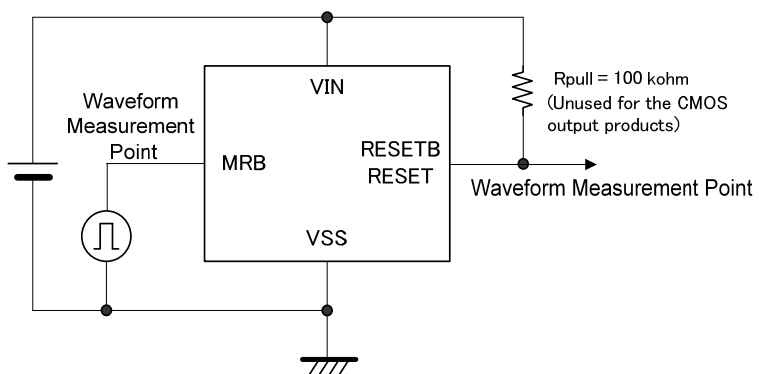 VIN
Rpull = 100 kohm
(Unused for the CMOS
output products)
Waveform
Measurement
Point
MRB
RESETB
RESET
Waveform Measurement Point
VSS